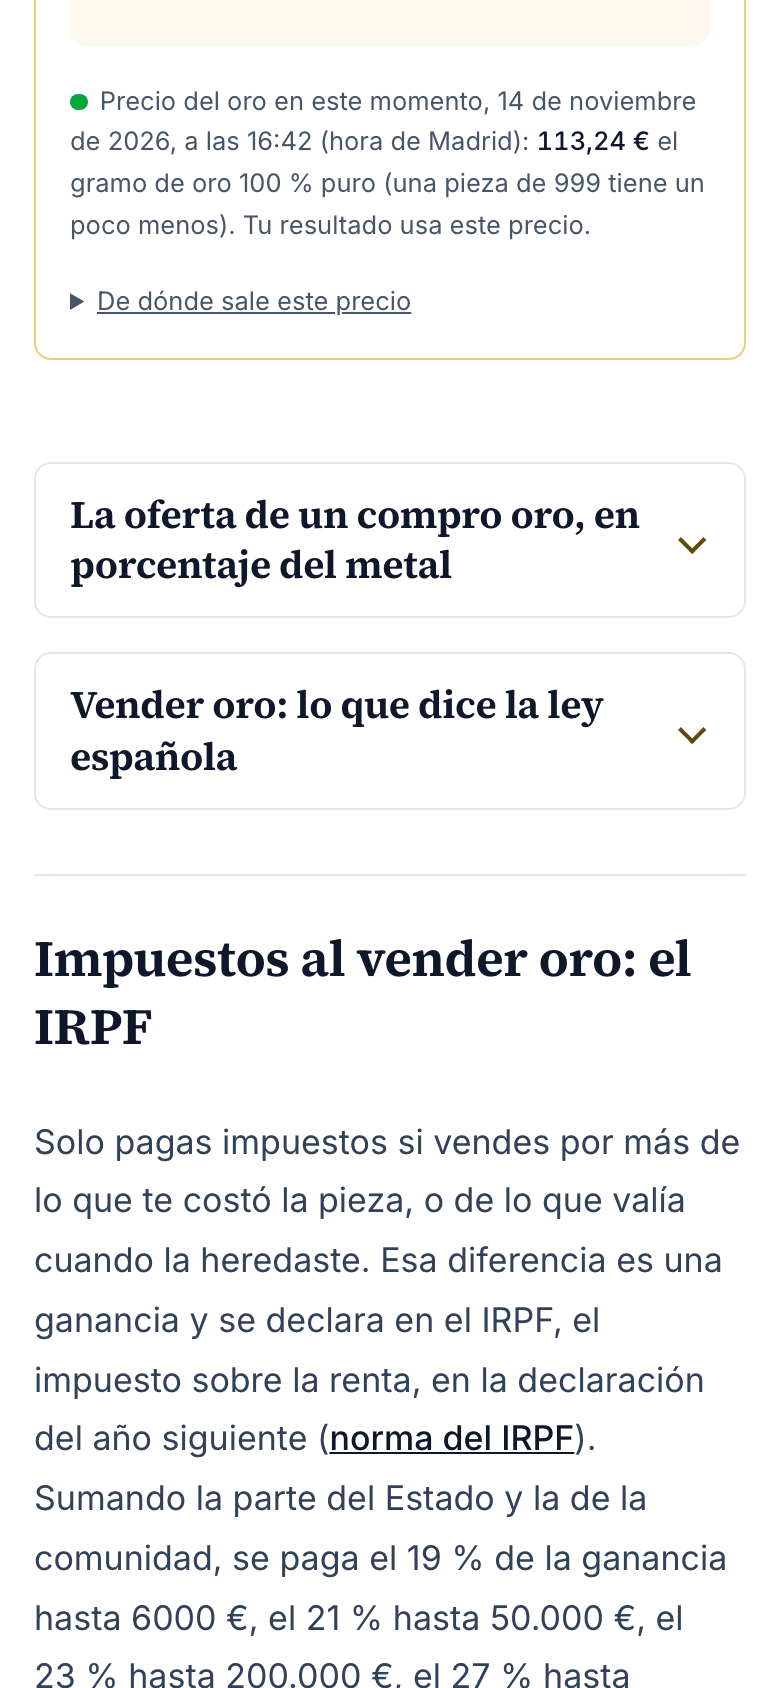 Precio del oro en este momento, 14 de noviembre
de 2026, a las 16:42 (hora de Madrid): 113,24 € el
gramo de oro 100 % puro (una pieza de 999 tiene un
poco menos). Tu resultado usa este precio.
De dónde sale este precio
La oferta de un compro oro, en
porcentaje del metal
Vender oro: lo que dice la ley
española
Impuestos al vender oro: el
IRPF
Solo pagas impuestos si vendes por más de
lo que te costó la pieza, o de lo que valía
cuando la heredaste. Esa diferencia es una
ganancia y se declara en el IRPF, el
impuesto sobre la renta, en la declaración
del año siguiente (norma del IRPF).
Sumando la parte del Estado y la de la
comunidad, se paga el 19 % de la ganancia
hasta 6000 €, el 21 % hasta 50.000 €, el
23 % hasta 200.000 €, el 27 % hasta